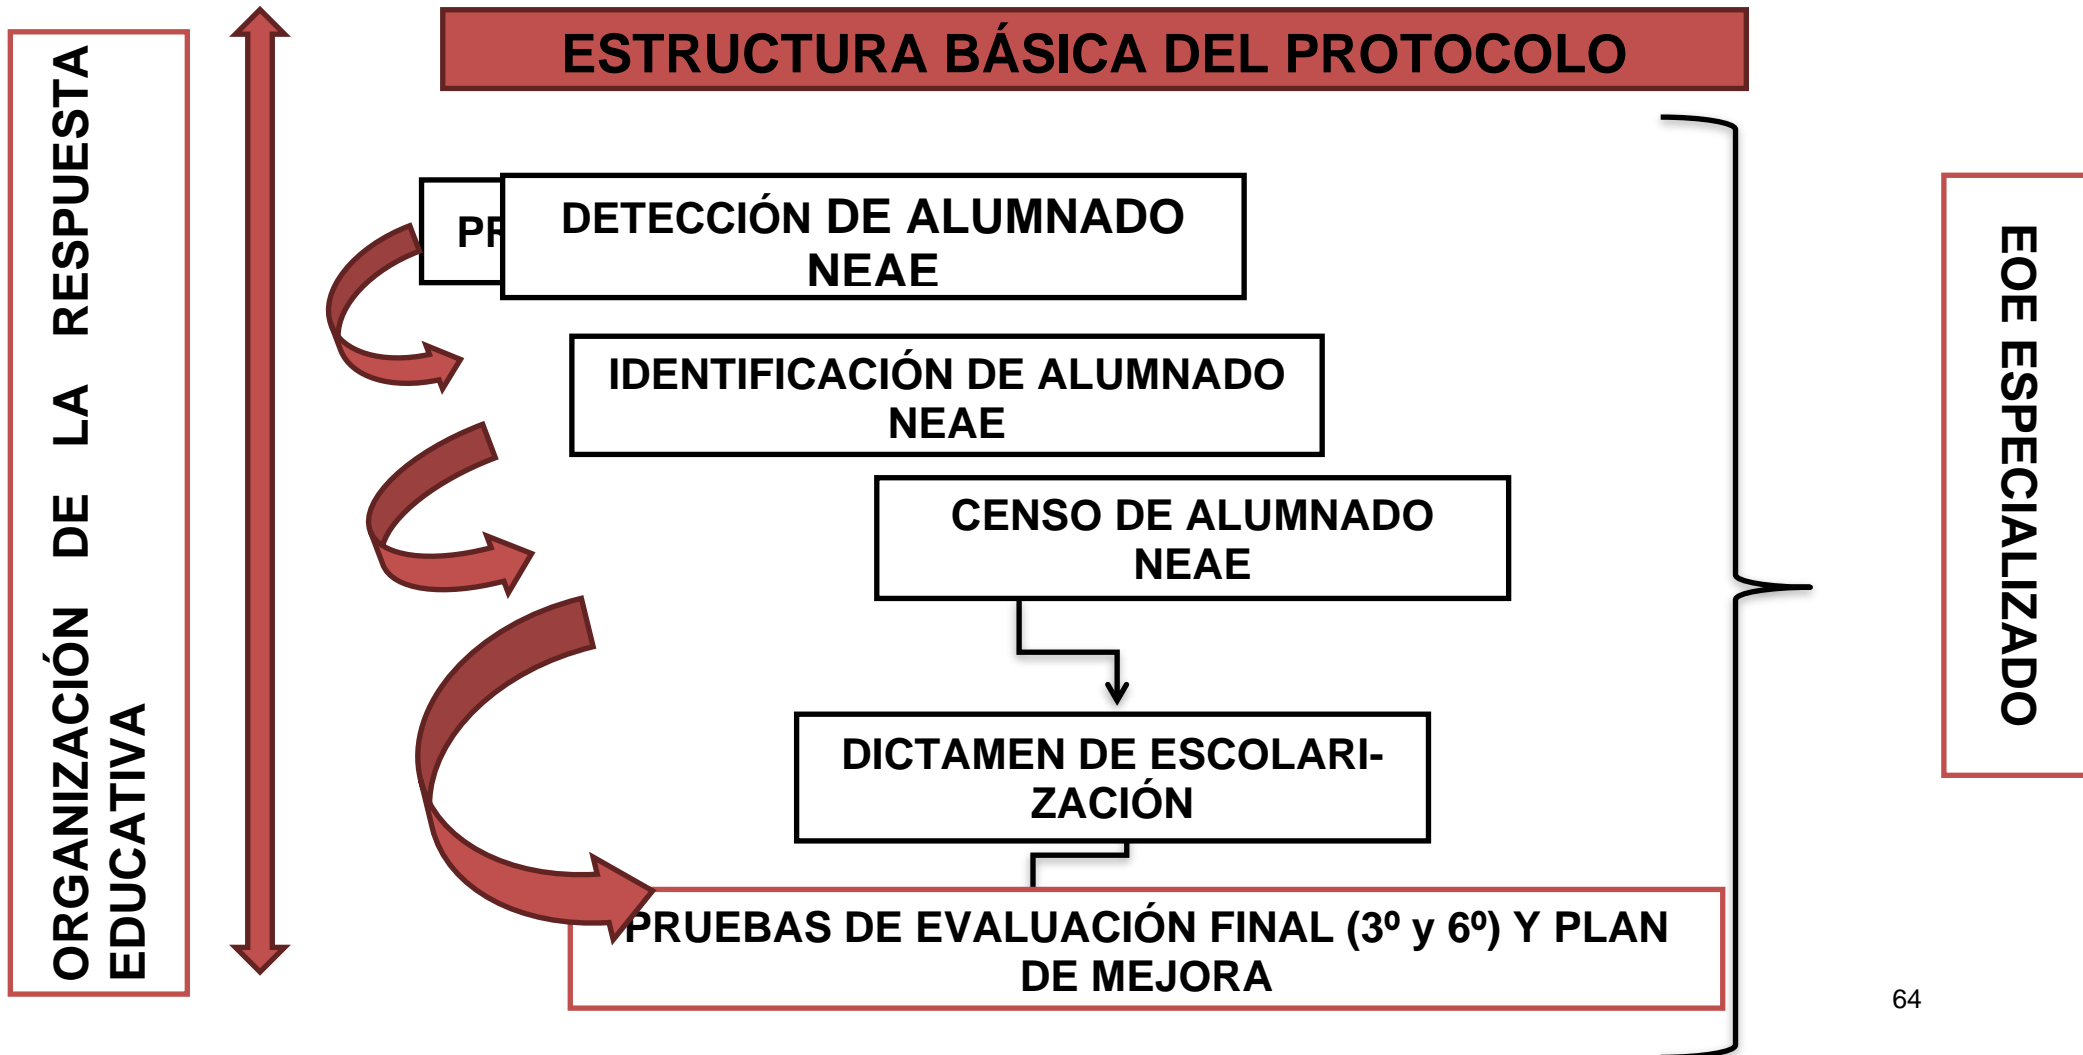 ESTRUCTURA BÁSICA DEL PROTOCOLO
ORGANIZACIÓN DE LA RESPUESTA
EDUCATIVA
DETECCIÓN DE ALUMNADO
NEAE
IDENTIFICACIÓN DE ALUMNADO
NEAE
CENSO DE ALUMNADO
NEAE
DICTAMEN DE ESCOLARI-
ZACIÓN
PRUEBAS DE EVALUACIÓN FINAL (3º y 6º) Y PLAN
DE MEJORA
EOE ESPECIALIZADO
64